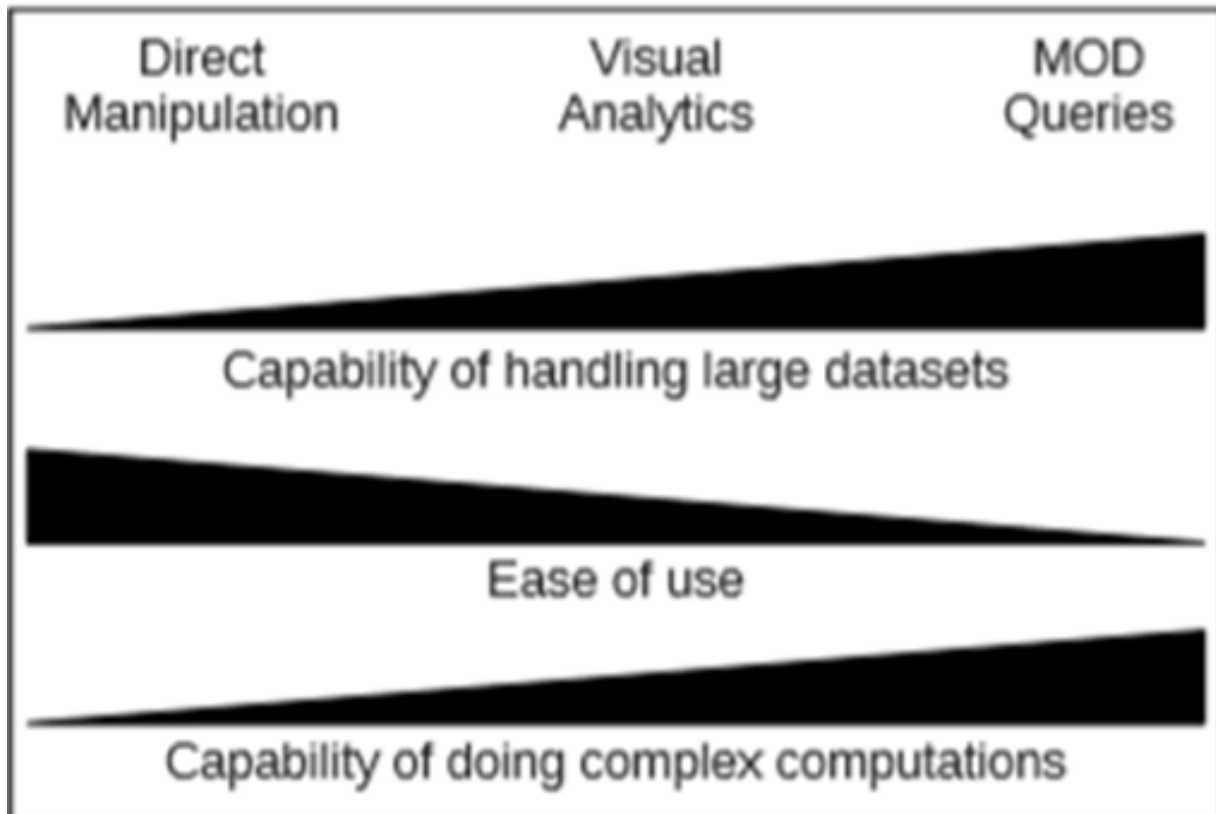 Direct
Manipulation
Visual
Analytics
MOD
Queries
Capability of handling large datasets
Ease of use
Capability of doing complex computations